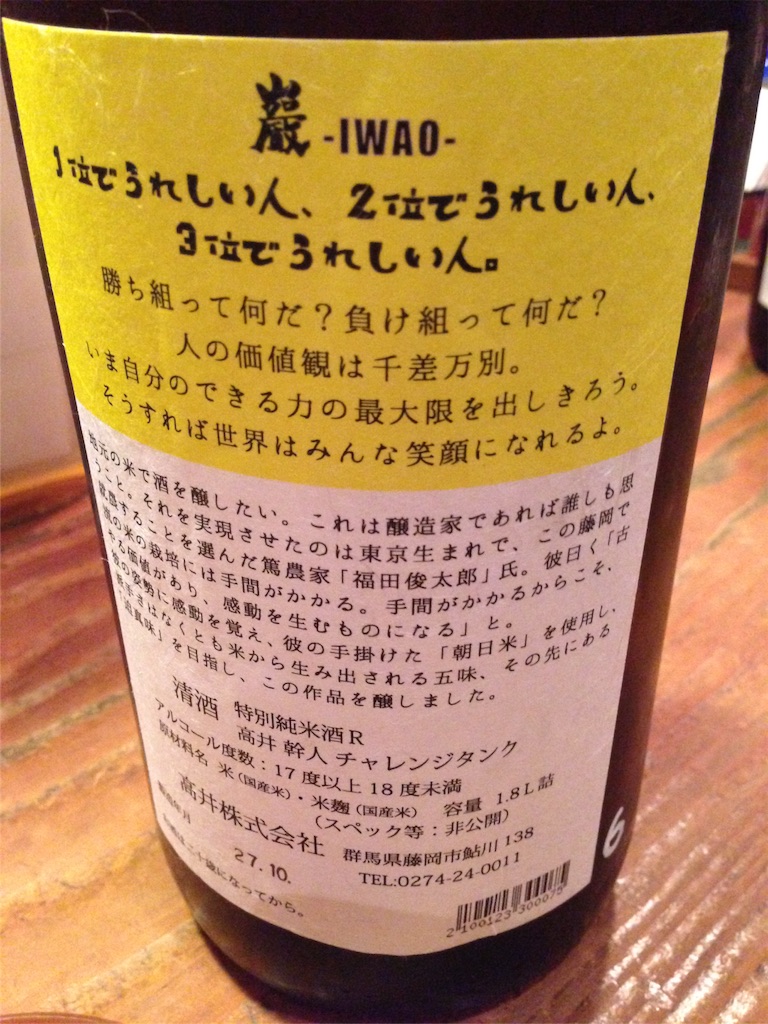 巖 -IWAO-
1位でうれしい人、2位でうれしい人、
3位でうれしい人。
勝ち組って何だ？負け組って何だ？
人の価値観は千差万別。
いま自分のできる力の最大限を出しきろう。
そうすれば世界はみんな笑顔になれるよ。
地元の米で酒を醸したい。これは醸造家であれば誰しも思
うこと。それを実現させたのは東京生まれで、この藤岡で
就農することを選んだ篤農家「福田俊太郎」氏。彼曰く「古
の米の栽培には手間がかかる。手間がかかるからこそ、
やる価値があり、感動を生むものになる」と。
の姿勢に感動を覚え、彼の手掛けた「朝日米」を使用し、
はなくとも米から生み出される五味、その先にある
真味」を目指し、この作品を醸しました。
清酒 特別純米酒R
高井 幹人 チャレンジタンク
アルコール度数：17度以上18度未満
原材料名 米（国産米）・米麹（国産米） 容量 1.8L詰
（スペック等：非公開）
高井株式会社 群馬県藤岡市鮎川138
TEL:0274-24-0011
製造年月 27.10.
になってから。
2 100123 300075
6